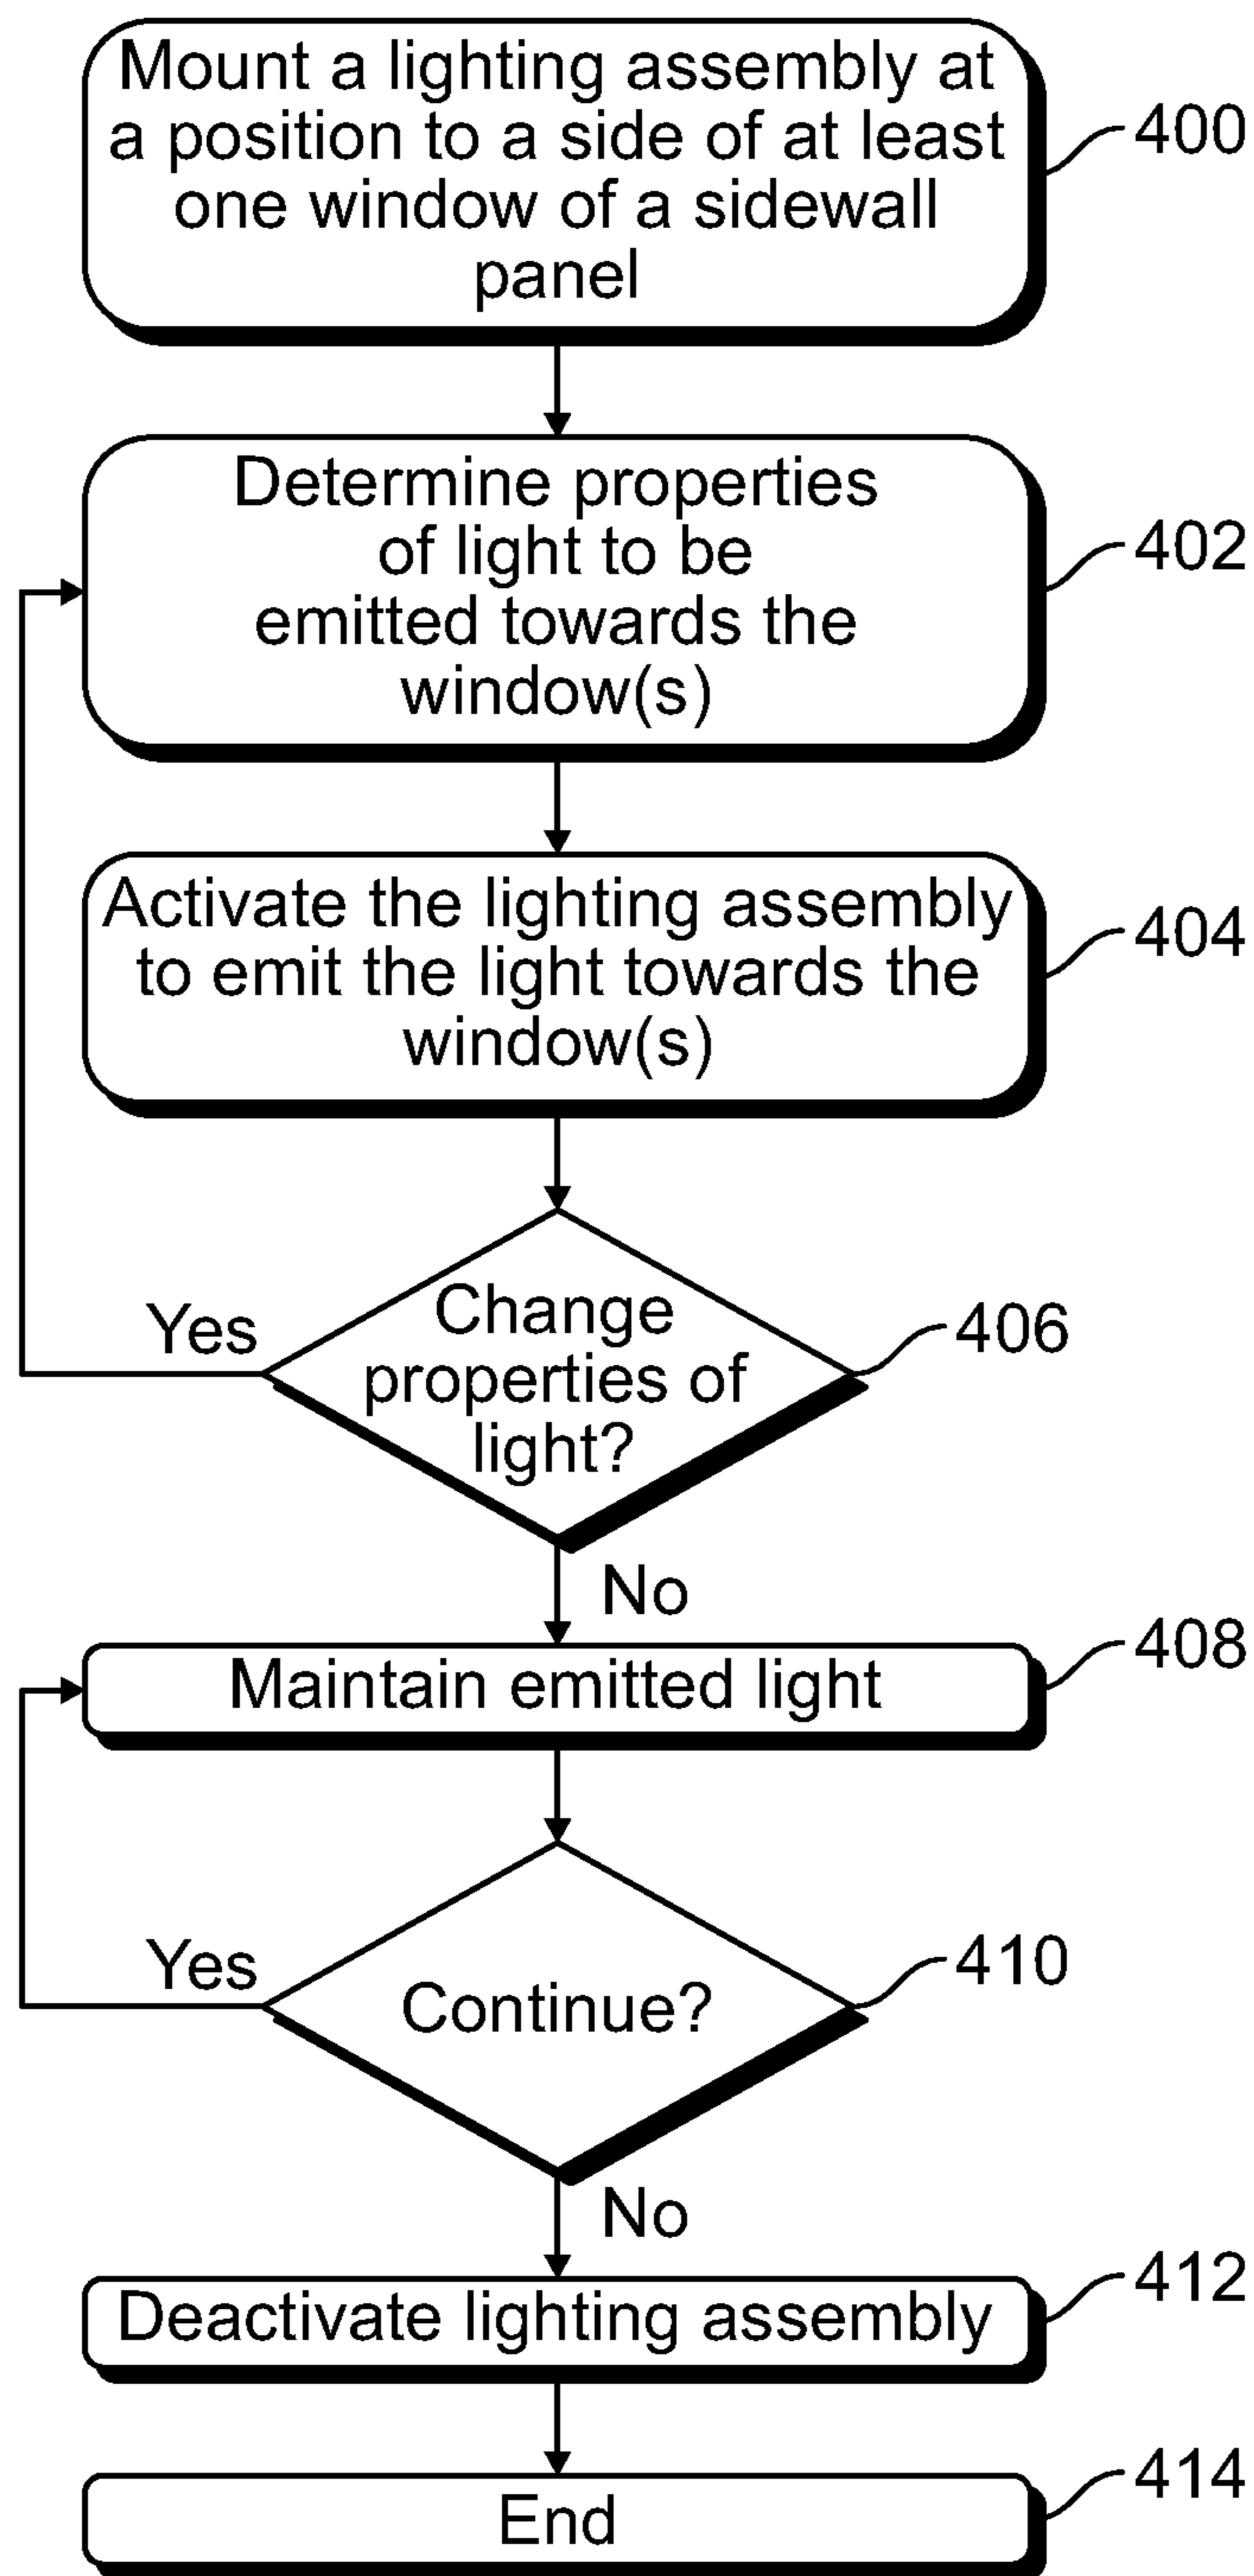 Mount a lighting assembly at
a position to a side of at least
one window of a sidewall
panel
400
Determine properties
of light to be
emitted towards the
window(s)
402
Activate the lighting assembly
to emit the light towards the
window(s)
404
Change
properties of
light?
406
Yes
No
Maintain emitted light
408
Continue?
410
Yes
No
Deactivate lighting assembly
412
End
414